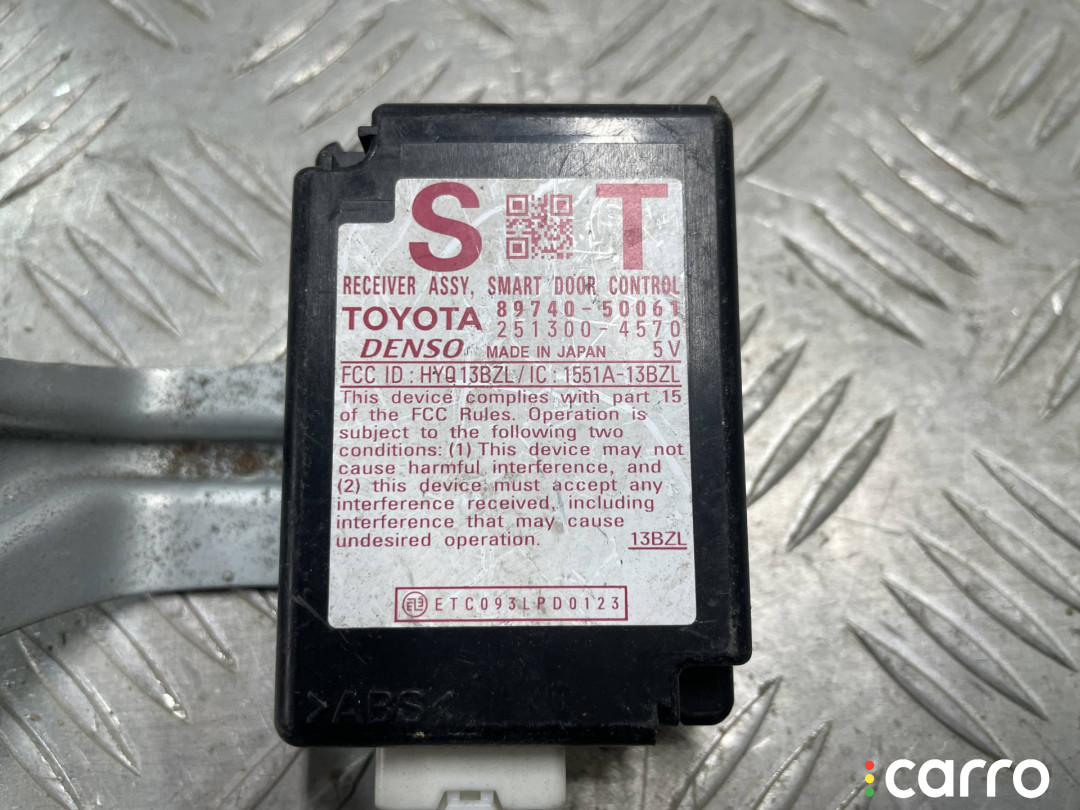 S T
RECEIVER ASSY, SMART DOOR CONTROL
TOYOTA 89740-50061
251300-4570
DENSO MADE IN JAPAN 5V
FCC ID : HYQ13BZL / IC : 1551A-13BZL
This device complies with part 15
of the FCC Rules. Operation is
subject to the following two
conditions: (1) This device may not
cause harmful interference, and
(2) this device must accept any
interference received, including
interference that may cause
undesired operation. 13BZL
ETC093LPD0123
>ABS<
carro